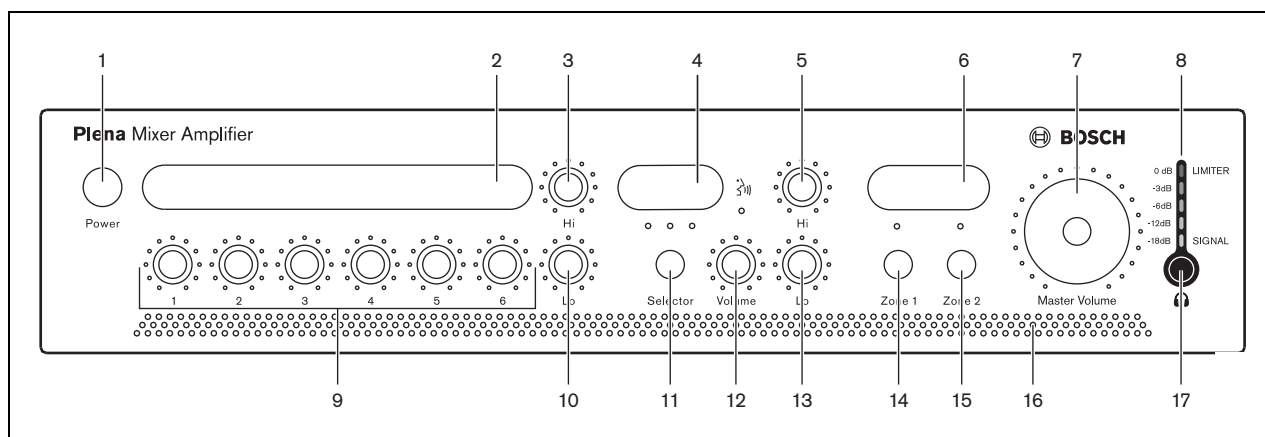 1 2 3 4 5 6 7 8
Plena Mixer Amplifier
BOSCH
0 dB LIMITER
-3dB
-6dB
-12dB
-18dB SIGNAL
Power Hi Hi
1 2 3 4 5 6 Lo Selector Volume Lo Zone 1 Zone 2 Master Volume
9 10 11 12 13 14 15 16 17